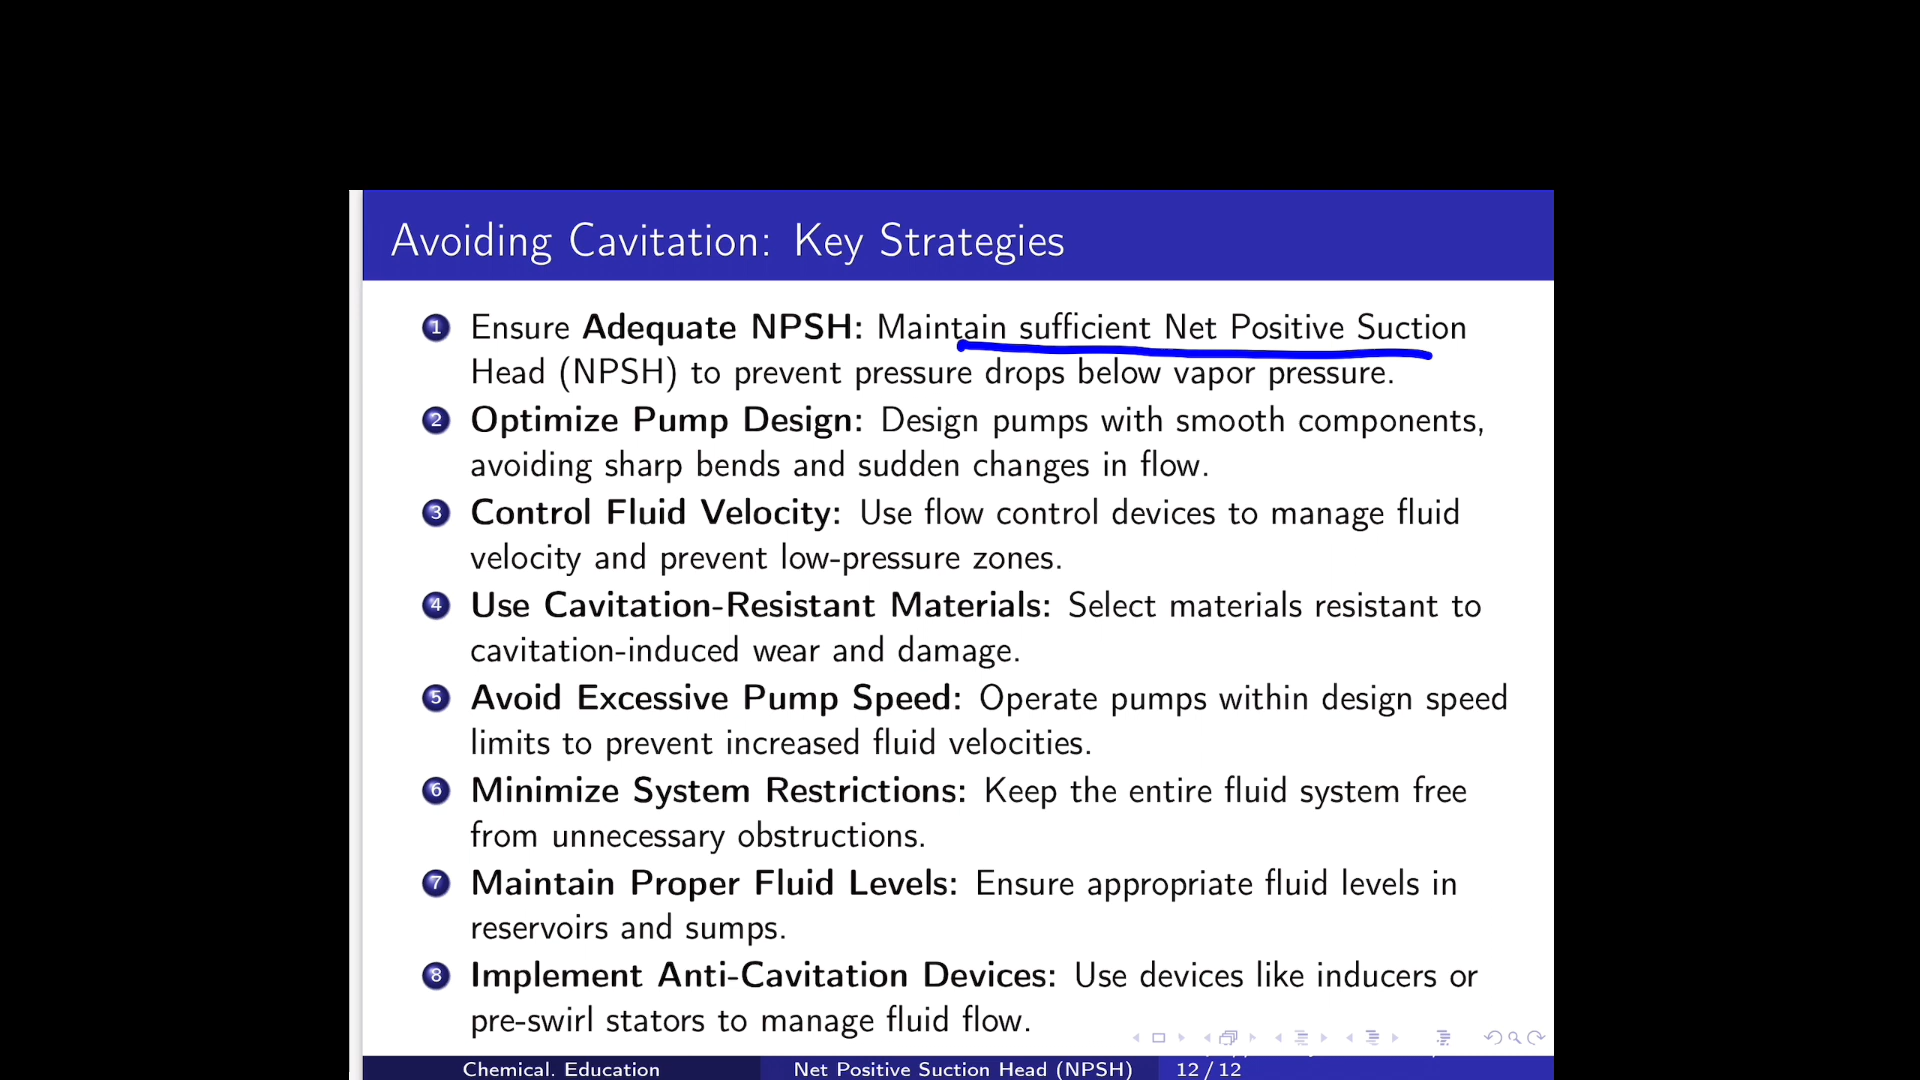 Avoiding Cavitation: Key Strategies
1 Ensure Adequate NPSH: Maintain sufficient Net Positive Suction
Head (NPSH) to prevent pressure drops below vapor pressure.
2 Optimize Pump Design: Design pumps with smooth components,
avoiding sharp bends and sudden changes in flow.
3 Control Fluid Velocity: Use flow control devices to manage fluid
velocity and prevent low-pressure zones.
4 Use Cavitation-Resistant Materials: Select materials resistant to
cavitation-induced wear and damage.
5 Avoid Excessive Pump Speed: Operate pumps within design speed
limits to prevent increased fluid velocities.
6 Minimize System Restrictions: Keep the entire fluid system free
from unnecessary obstructions.
7 Maintain Proper Fluid Levels: Ensure appropriate fluid levels in
reservoirs and sumps.
8 Implement Anti-Cavitation Devices: Use devices like inducers or
pre-swirl stators to manage fluid flow.
Chemical. Education Net Positive Suction Head (NPSH) 12 / 12